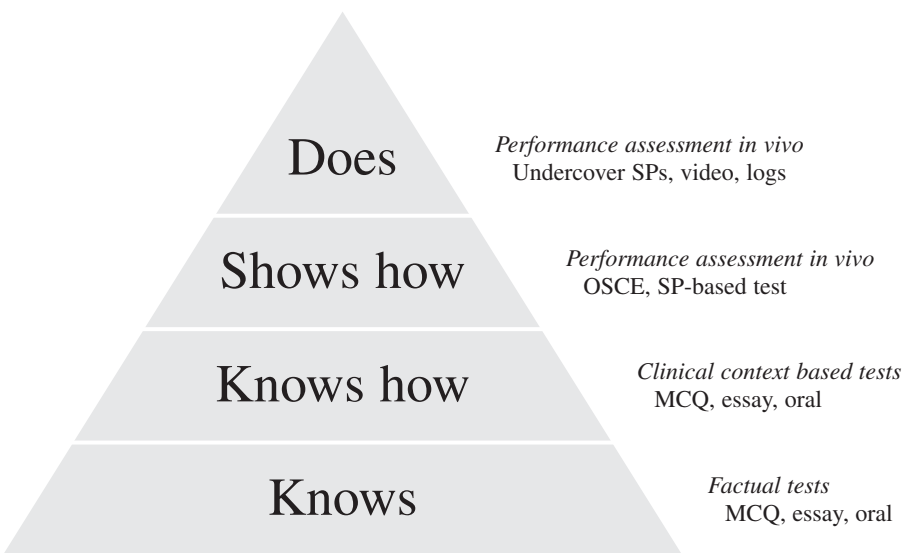 Does
Performance assessment in vivo
Undercover SPs, video, logs
Shows how
Performance assessment in vivo
OSCE, SP-based test
Knows how
Clinical context based tests
MCQ, essay, oral
Knows
Factual tests
MCQ, essay, oral